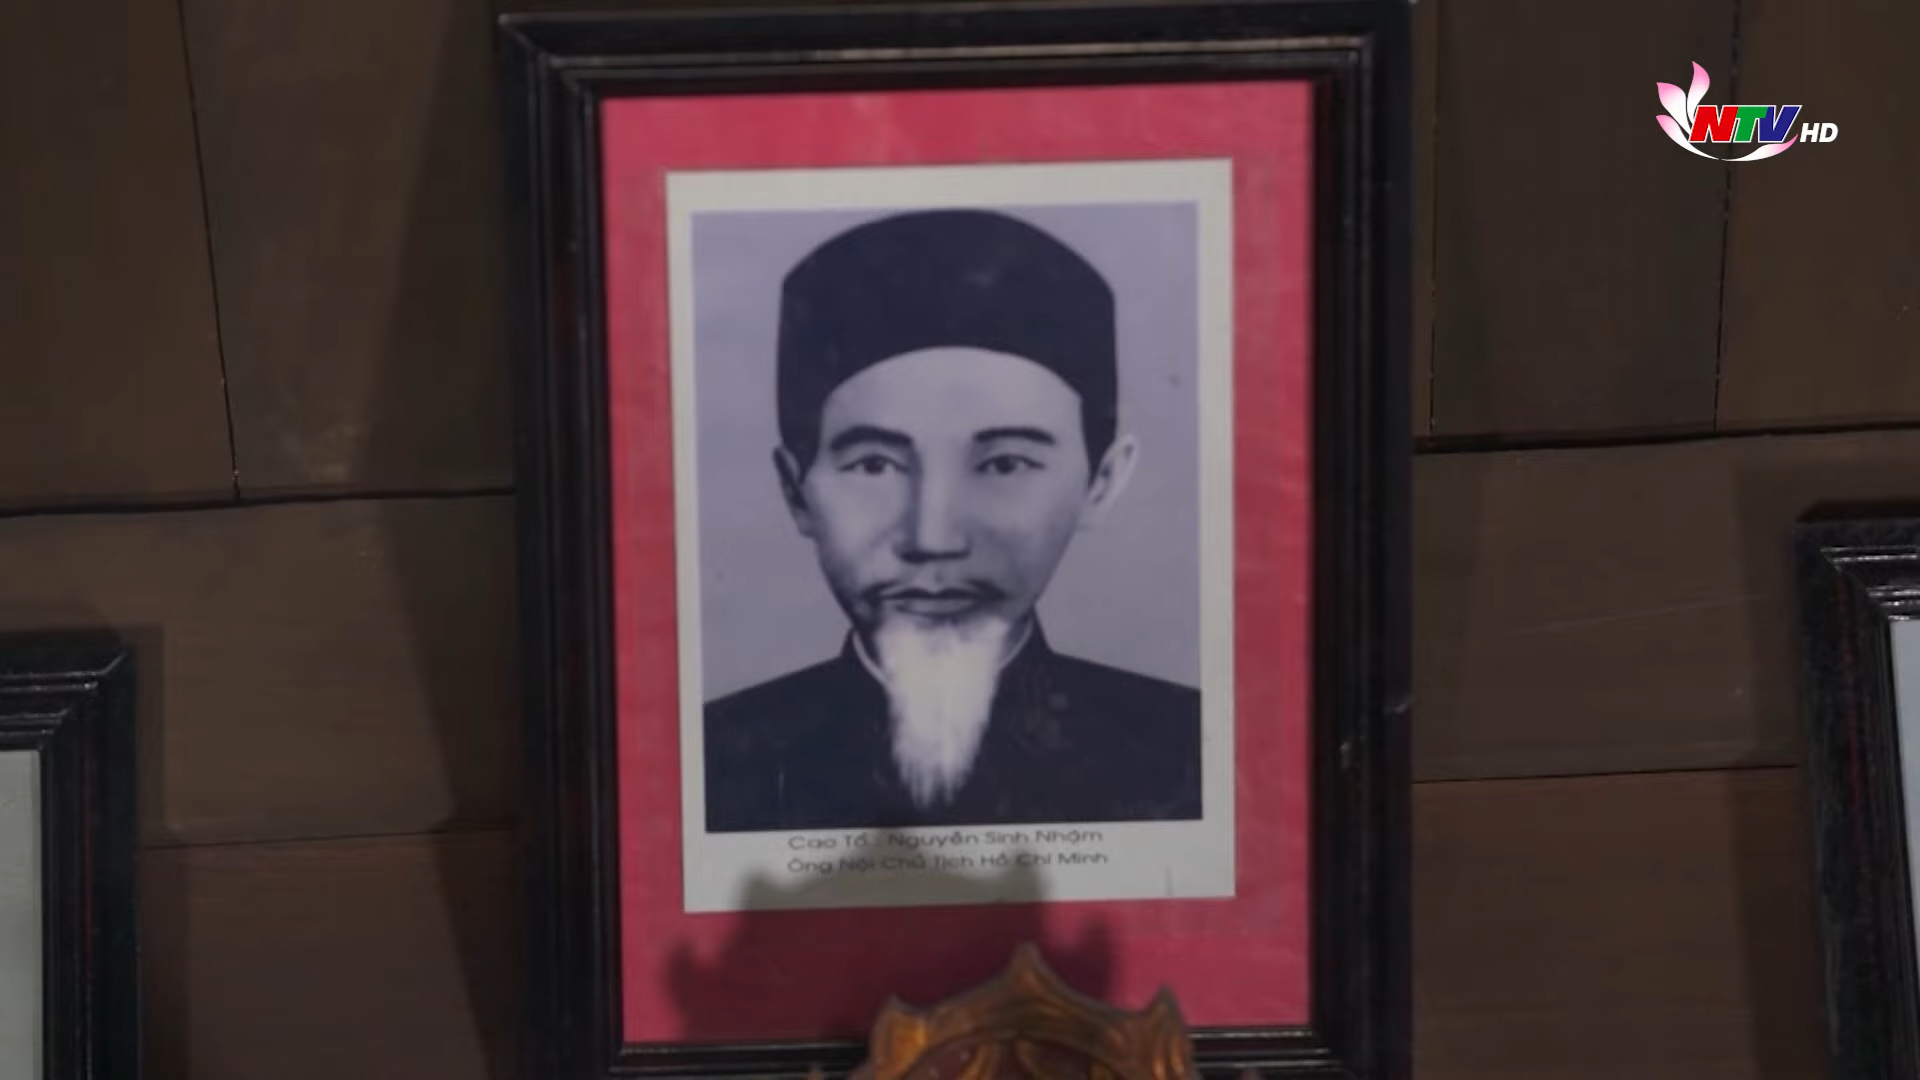 NTV HD
Cao Tổ - Nguyễn Sinh Nhậm
Ông Nội Chủ Tịch Hồ Chí Minh